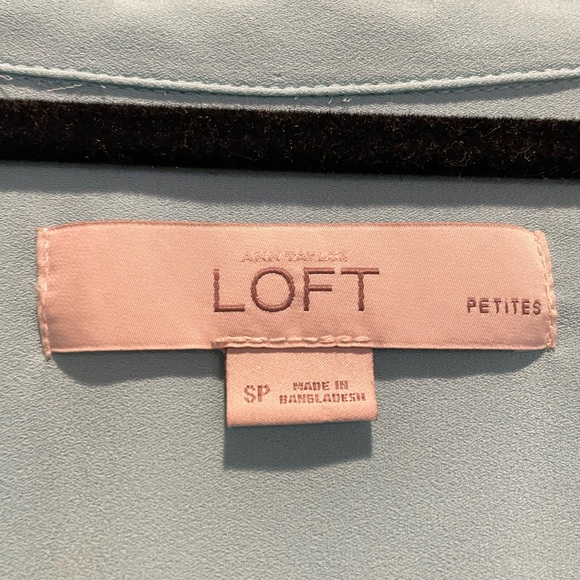 ANN TAYLOR
LOFT
PETITES
SP
MADE IN
BANGLADESH